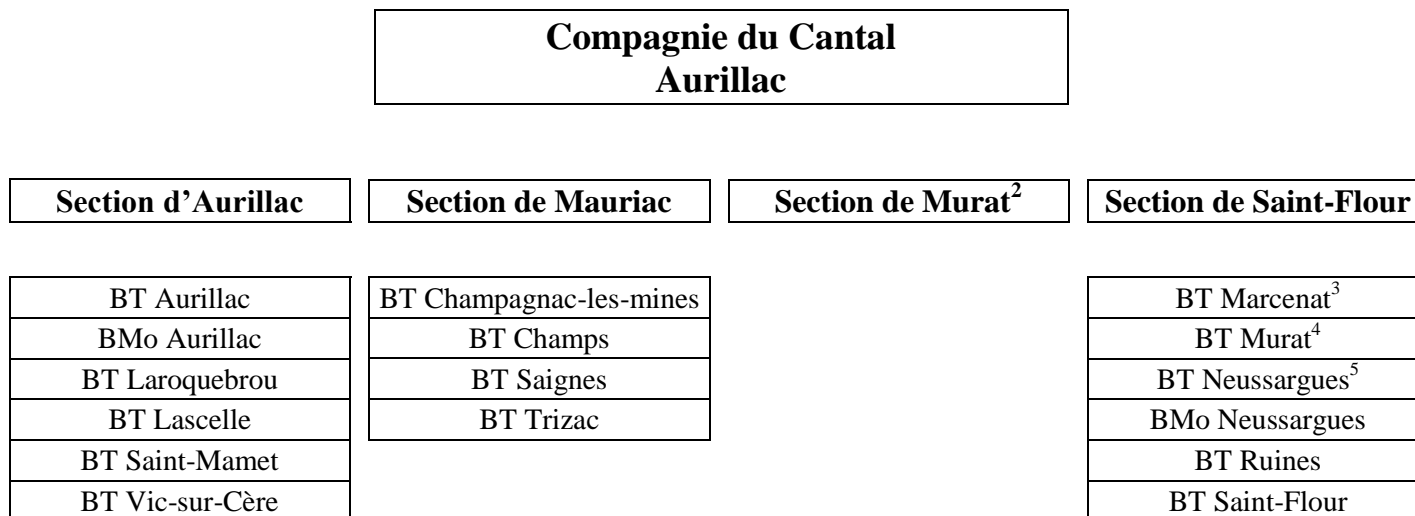 Compagnie du Cantal
Aurillac
Section d’Aurillac
Section de Mauriac
Section de Murat²
Section de Saint-Flour
BT Aurillac
BMo Aurillac
BT Laroquebrou
BT Lascelle
BT Saint-Mamet
BT Vic-sur-Cère
BT Champagnac-les-mines
BT Champs
BT Saignes
BT Trizac
BT Marcenat³
BT Murat⁴
BT Neussargues⁵
BMo Neussargues
BT Ruines
BT Saint-Flour